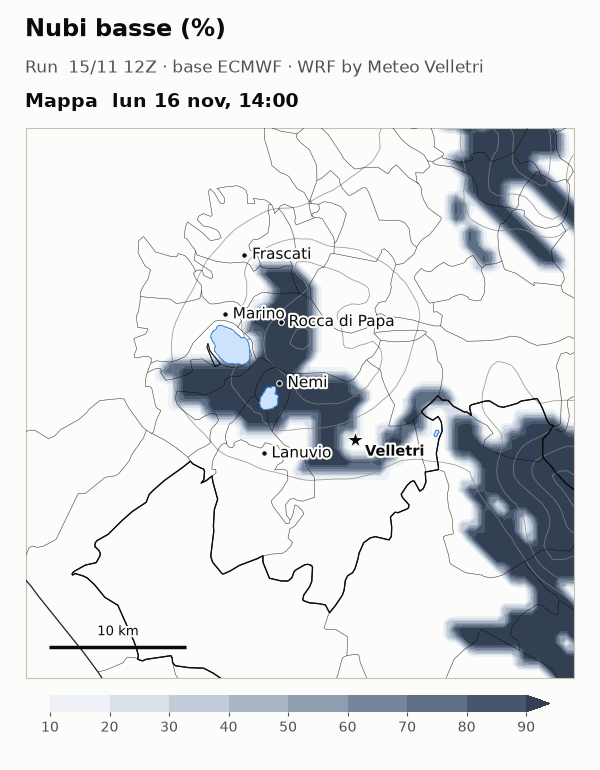 Nubi basse (%)
Run  15/11 12Z · base ECMWF · WRF by Meteo Velletri
Mappa  lun 16 nov, 14:00
Frascati
Marino
Rocca di Papa
Nemi
Velletri
Lanuvio
10 km
10 20 30 40 50 60 70 80 90